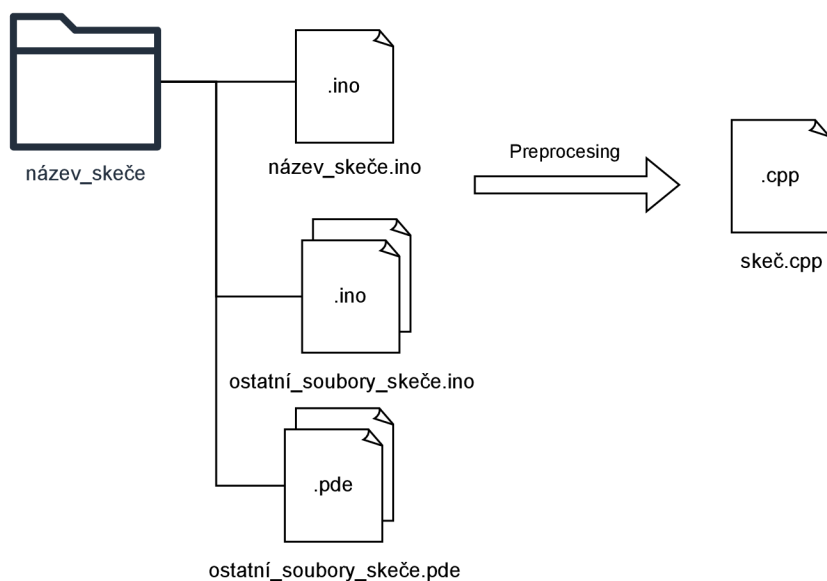 .ino
název_skeče
název_skeče.ino
Preprocesing
.cpp
skeč.cpp
.ino
ostatní_soubory_skeče.ino
.pde
ostatní_soubory_skeče.pde